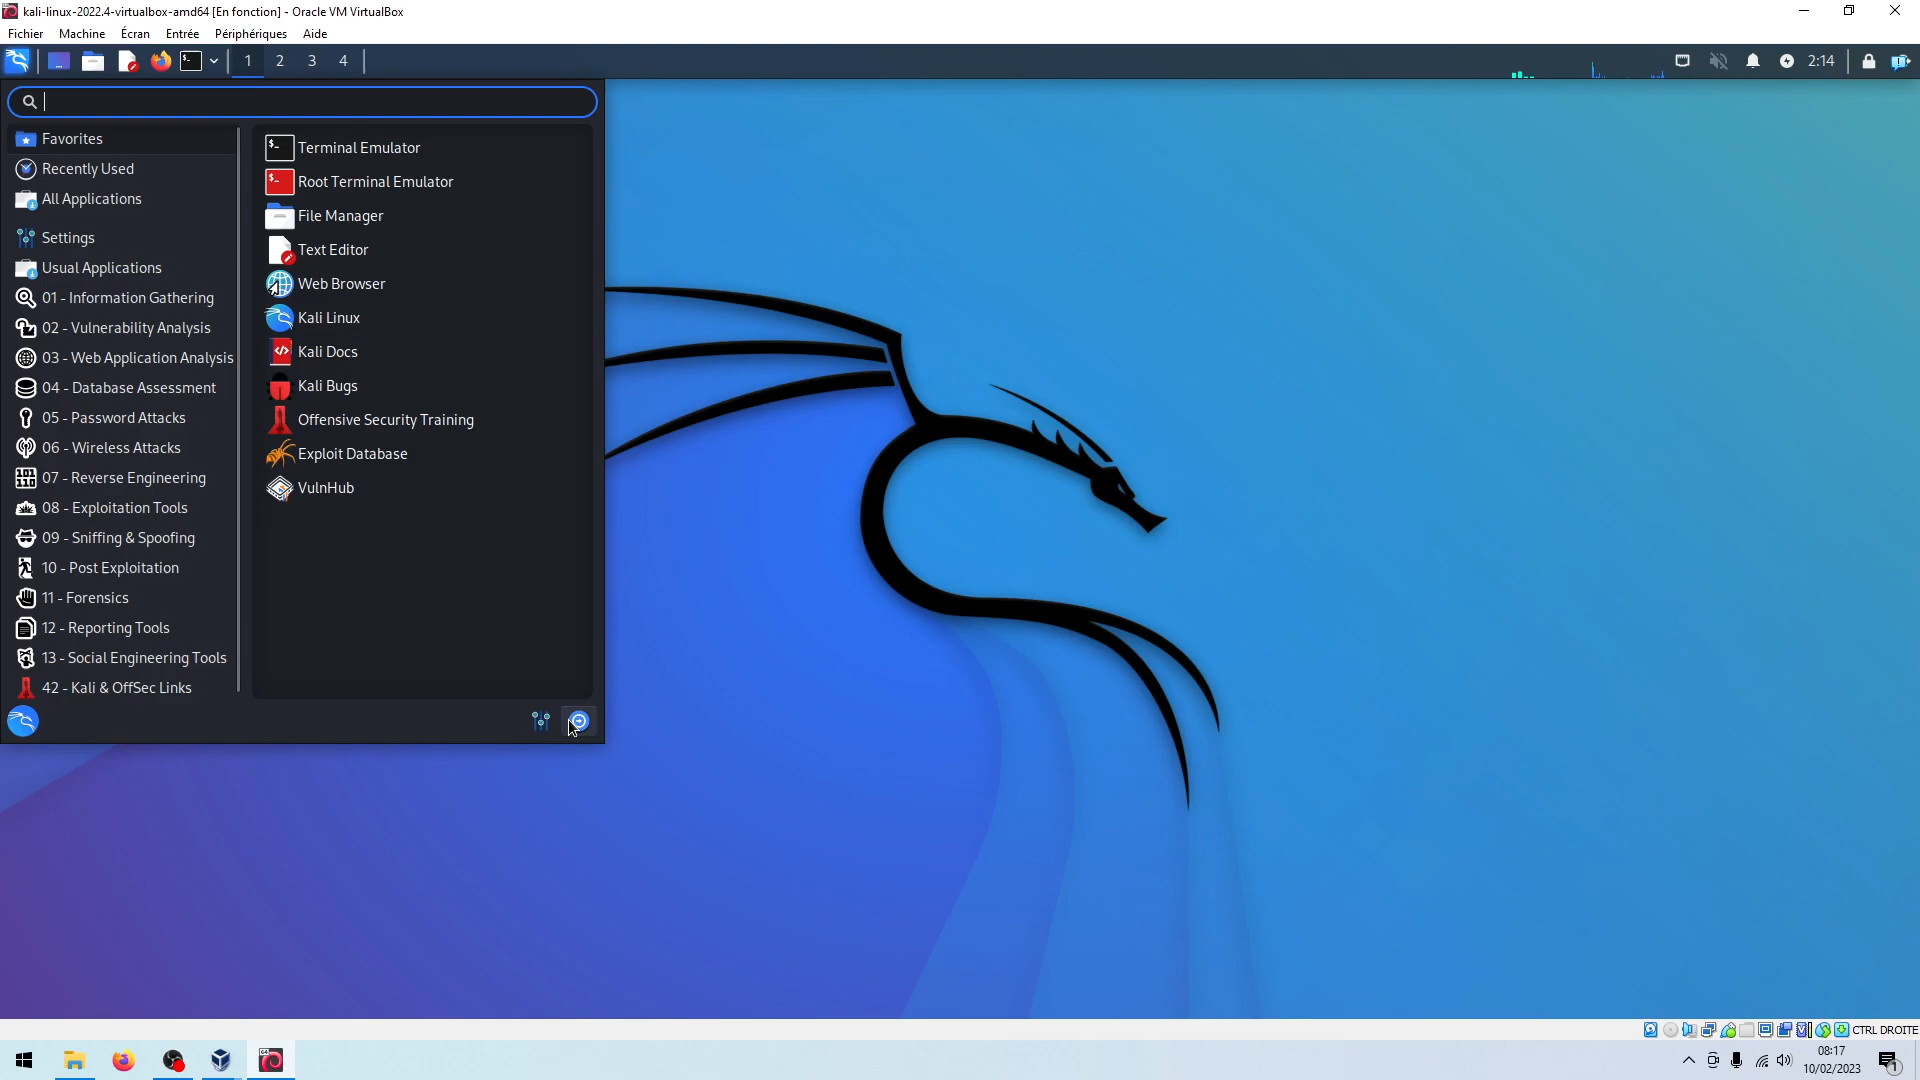 kali-linux-2022.4-virtualbox-amd64 [En fonction] - Oracle VM VirtualBox
Fichier Machine Écran Entrée Périphériques Aide
1 2 3 4 2:14
Favorites
Recently Used
All Applications
Settings
Usual Applications
01 - Information Gathering
02 - Vulnerability Analysis
03 - Web Application Analysis
04 - Database Assessment
05 - Password Attacks
06 - Wireless Attacks
07 - Reverse Engineering
08 - Exploitation Tools
09 - Sniffing & Spoofing
10 - Post Exploitation
11 - Forensics
12 - Reporting Tools
13 - Social Engineering Tools
42 - Kali & OffSec Links
Terminal Emulator
Root Terminal Emulator
File Manager
Text Editor
Web Browser
Kali Linux
Kali Docs
Kali Bugs
Offensive Security Training
Exploit Database
VulnHub
CTRL DROITE
08:17
10/02/2023
1